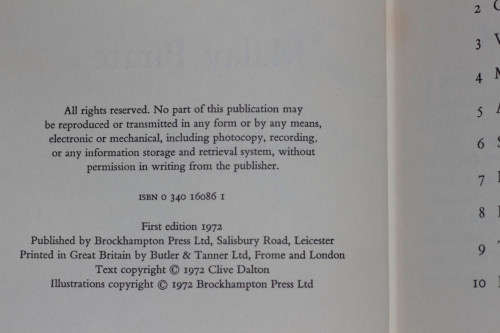 All rights reserved. No part of this publication may
be reproduced or transmitted in any form or by any means,
electronic or mechanical, including photocopy, recording,
or any information storage and retrieval system, without
permission in writing from the publisher.
ISBN 0 340 16086 1
First edition 1972
Published by Brockhampton Press Ltd, Salisbury Road, Leicester
Printed in Great Britain by Butler & Tanner Ltd, Frome and London
Text copyright © 1972 Clive Dalton
Illustrations copyright © 1972 Brockhampton Press Ltd
2
3
4
5
6
7
8
9
10